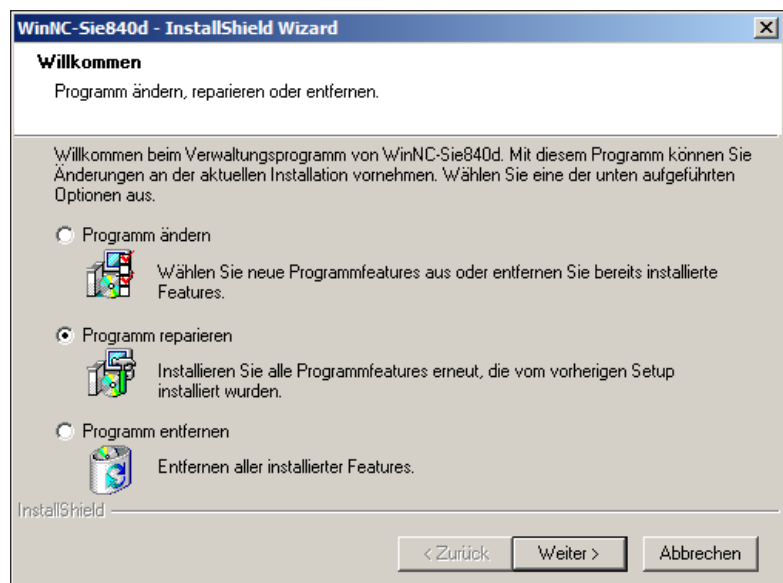 WinNC-Sie840d - InstallShield Wizard
Willkommen
Programm ändern, reparieren oder entfernen.
Willkommen beim Verwaltungsprogramm von WinNC-Sie840d. Mit diesem Programm können Sie
Änderungen an der aktuellen Installation vornehmen. Wählen Sie eine der unten aufgeführten
Optionen aus.
Programm ändern
Wählen Sie neue Programmfeatures aus oder entfernen Sie bereits installierte
Features.
Programm reparieren
Installieren Sie alle Programmfeatures erneut, die vom vorherigen Setup
installiert wurden.
Programm entfernen
Entfernen aller installierter Features.
InstallShield
< Zurück
Weiter >
Abbrechen